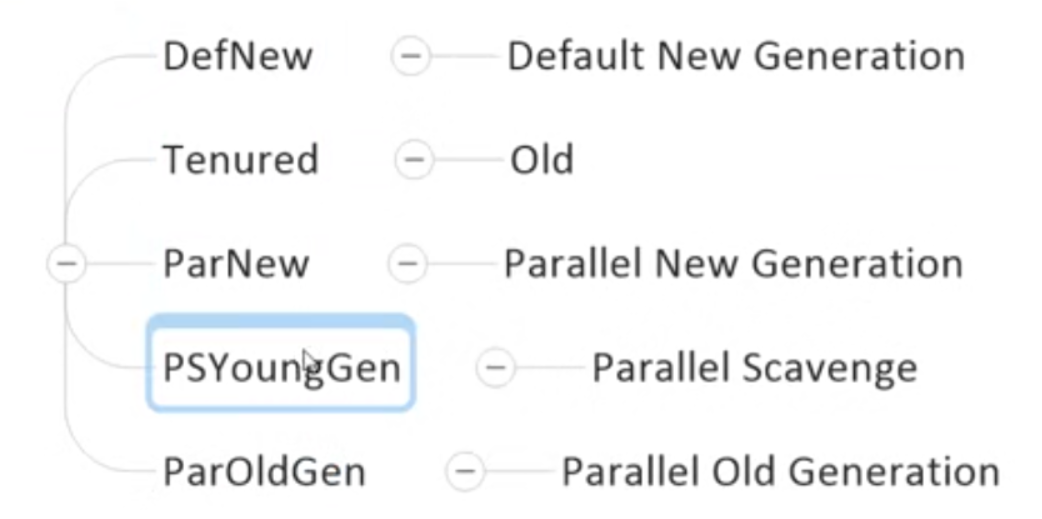 DefNew Default New Generation
Tenured Old
ParNew Parallel New Generation
PSYoungGen Parallel Scavenge
ParOldGen Parallel Old Generation